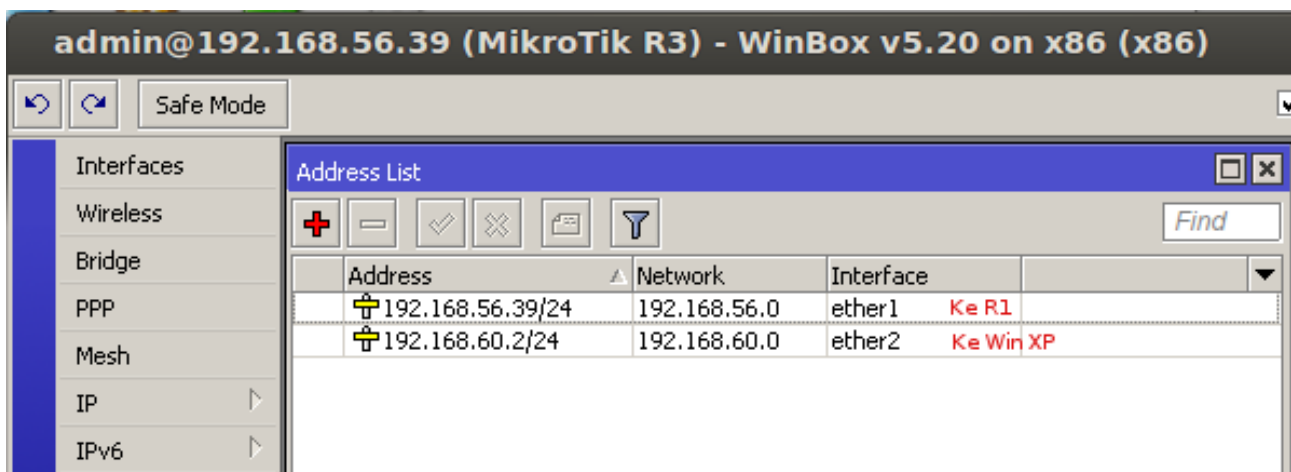 admin@192.168.56.39 (MikroTik R3) - WinBox v5.20 on x86 (x86)
Safe Mode
Interfaces
Wireless
Bridge
PPP
Mesh
IP
IPv6
Address List
Find
Address Network Interface
192.168.56.39/24 192.168.56.0 ether1 Ke R1
192.168.60.2/24 192.168.60.0 ether2 Ke Win XP